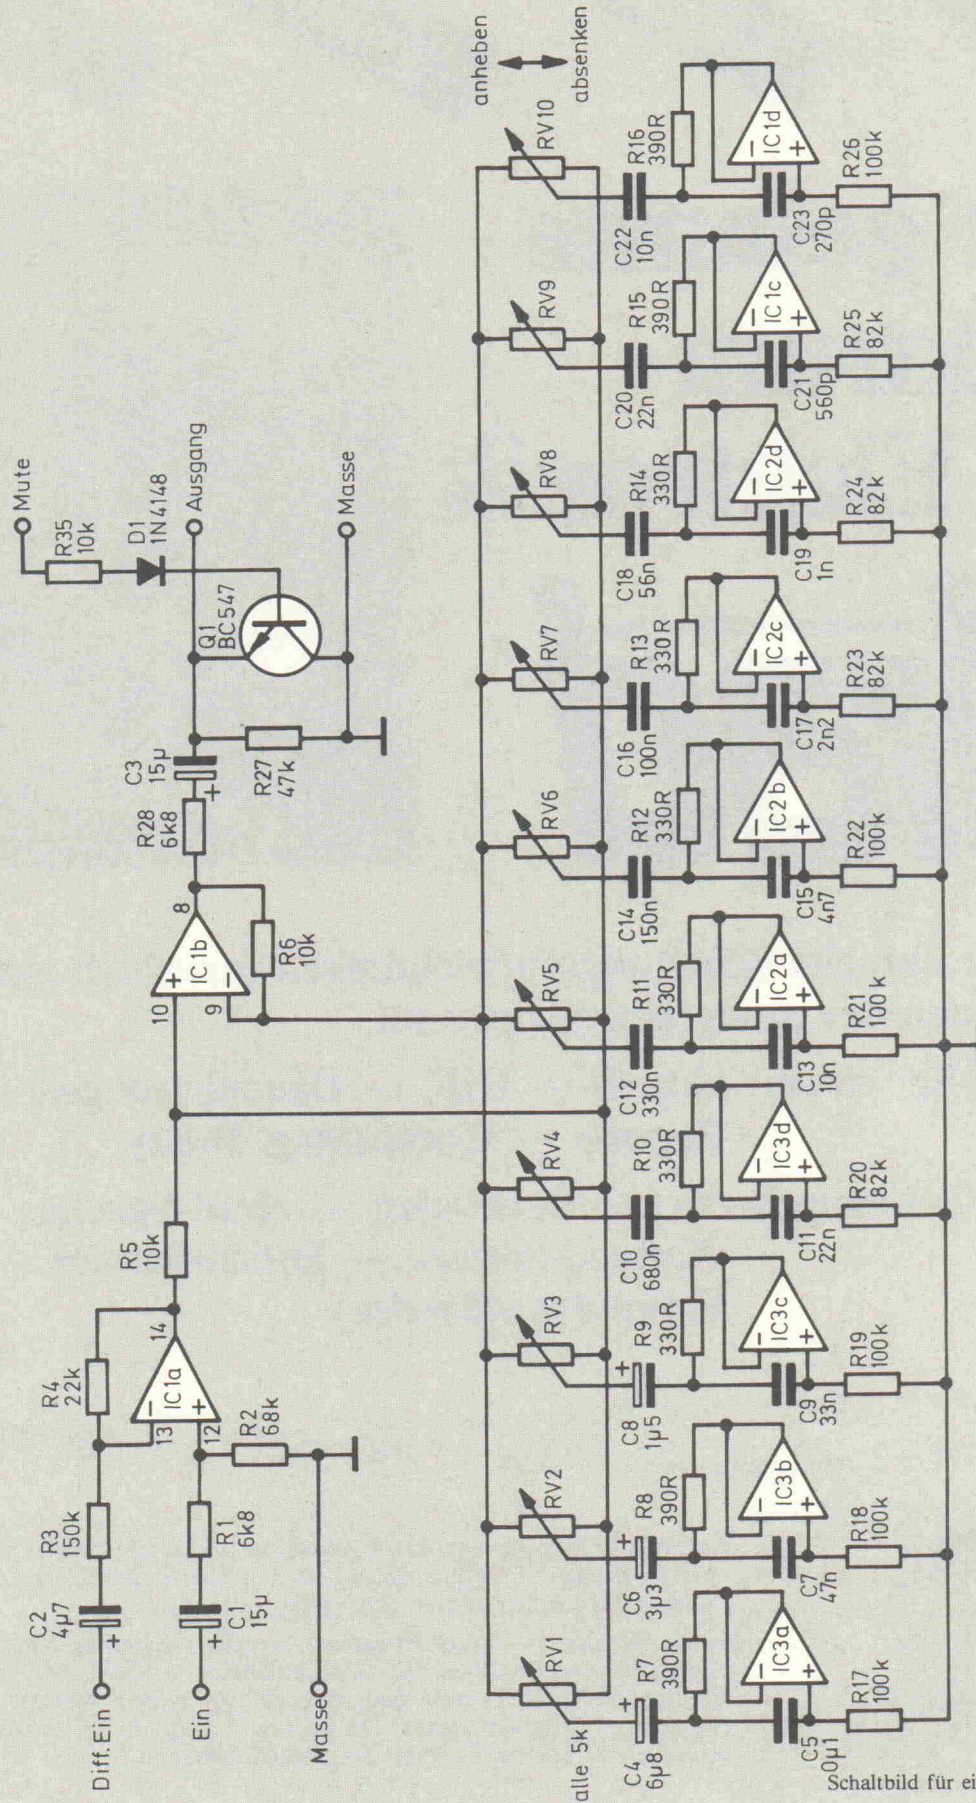 Diff. Ein
C2
4µ7
R3
150k
R4
22k
13
12
IC1a
14
–
+
Ein
C1
15µ
R1
6k8
R2
68k
Masse
R5
10k
10
9
+
–
IC1b
8
R6
10k
R28
6k8
C3
15µ
+
R27
47k
Q1
BC 547
R35
10k
D1
1N4148
Mute
Ausgang
Masse
anheben
absenken
alle 5k
RV1
RV2
RV3
RV4
RV5
RV6
RV7
RV8
RV9
RV10
C4
6µ8
R7
390R
IC3a
C5
0µ1
R17
100k
C6
3µ3
R8
390R
IC3b
C7
47n
R18
100k
C8
1µ5
R9
330R
IC3c
C9
33n
R19
100k
C10
680n
R10
330R
IC3d
C11
22n
R20
82k
C12
330n
R11
330R
IC2a
C13
10n
R21
100k
C14
150n
R12
330R
IC2b
C15
4n7
R22
100k
C16
100n
R13
330R
IC2c
C17
2n2
R23
82k
C18
56n
R14
330R
IC2d
C19
1n
R24
82k
C20
22n
R15
390R
IC1c
C21
560p
R25
82k
C22
10n
R16
390R
IC1d
C23
270p
R26
100k
Schaltbild für ei